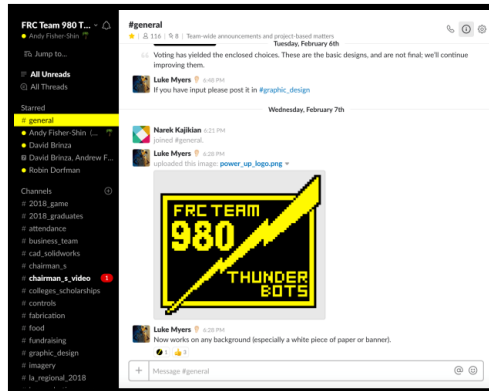 FRC Team 980 T...
Andy Fisher-Shin
Jump to...
All Unreads
All Threads
Starred
# general
Andy Fisher-Shin (...
David Brinza
David Brinza, Andrew F...
Robin Dorfman
Channels
# 2018_game
# 2018_graduates
# attendance
# business_team
# cad_solidworks
# chairman_s
# chairman_s_video 1
# colleges_scholarships
# controls
# fabrication
# food
# fundraising
# graphic_design
# imagery
# la_regional_2018
#general
116 | 8 | Team-wide announcements and project-based matters
Tuesday, February 6th
Voting has yielded the enclosed choices. These are the basic designs, and are not final; we'll continue
improving them.
Luke Myers 6:48 PM
If you have input please post it in #graphic_design
Wednesday, February 7th
Narek Kajikian 6:21 PM
joined #general.
Luke Myers 6:28 PM
uploaded this image: power_up_logo.png
FRC TEAM
980
THUNDER
BOTS
Luke Myers 6:28 PM
Now works on any background (especially a white piece of paper or banner).
1 3
+ Message #general @